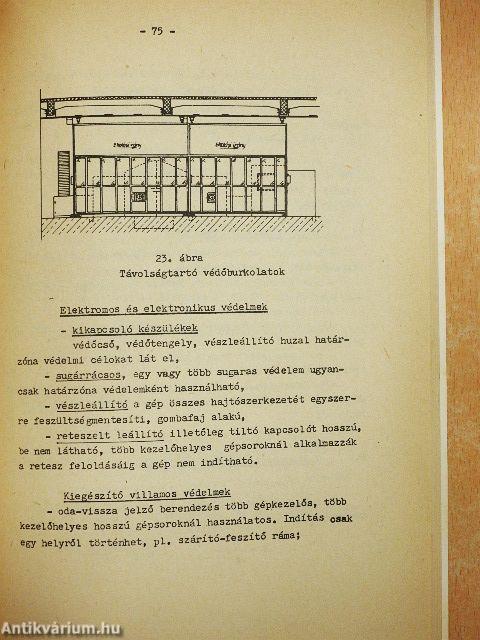 - 75 -
23. ábra
Távolságtartó védőburkolatok
Elektromos és elektronikus védelmek
- kikapcsoló készülékek
védőcső, védőtengely, vészleállító huzal határ-
zóna védelmi célokat lát el,
- sugárrácsos, egy vagy több sugaras védelem ugyan-
csak határzóna védelemként használható,
- vészleállító a gép összes hajtószerkezetét egyszer-
re feszültségmentesíti, gombafaj alakú,
- reteszelt leállító illetőleg tiltó kapcsolót hosszú,
be nem látható, több kezelőhelyes gépsoroknál alkalmazzák
a retesz feloldásáig a gép nem indítható.
Kiegészítő villamos védelmek
- oda-vissza jelző berendezés több gépkezelős, több
kezelőhelyes hosszú gépsoroknál használatos. Indítás csak
egy helyről történhet, pl. szárító-feszítő ráma;
Antikvárium.hu